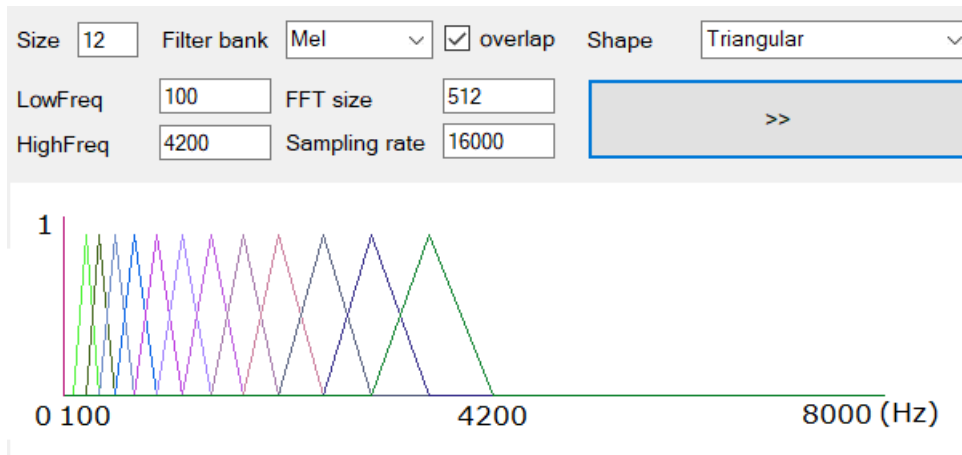 Size 12 Filter bank Mel overlap Shape Triangular
LowFreq 100 FFT size 512
>>
HighFreq 4200 Sampling rate 16000
1
0 100 4200 8000 (Hz)